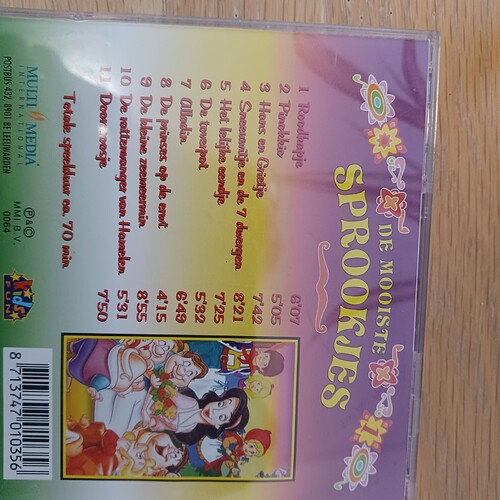 DE MOOISTE
SPROOKJES
1 Roodkapje 6'07
2 Pinokkio 5'05
3 Hans en Grietje 7'42
4 Sneeuwitje en de 7 dwergen 8'21
5 Het lelijke eendje 7'25
6 De toverpot 5'32
7 Alladin 6'49
8 De prinses op de erwt 4'15
9 De kleine zeemeermin 8'55
10 De rattenvanger van Hamelen 5'31
11 Doornroosje 7'50
Totale speelduur ca. 70 min
MULTI MEDIA
INTERNATIONAL
POSTBUS 432, 8901 BE LEEUWARDEN
℗&©
MMI B.V.
0064
Kids
FUN
8 713747 010356